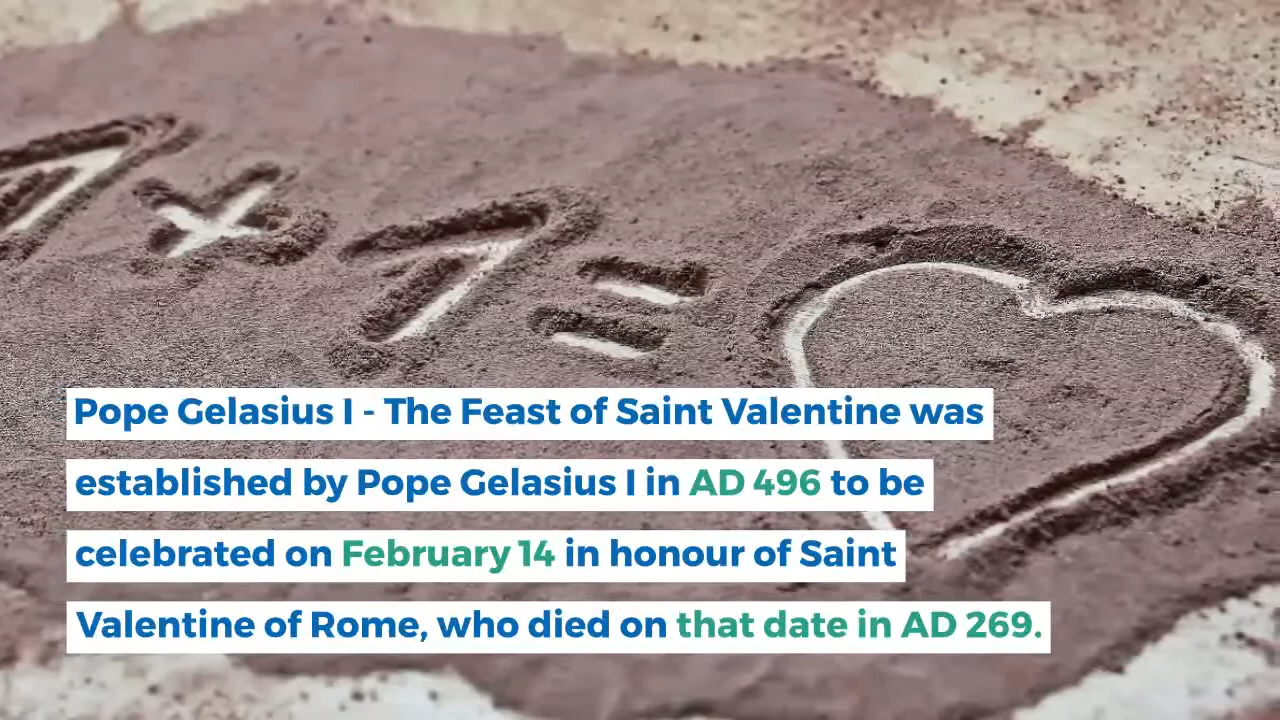 1 + 1 =
Pope Gelasius I - The Feast of Saint Valentine was
established by Pope Gelasius I in AD 496 to be
celebrated on February 14 in honour of Saint
Valentine of Rome, who died on that date in AD 269.